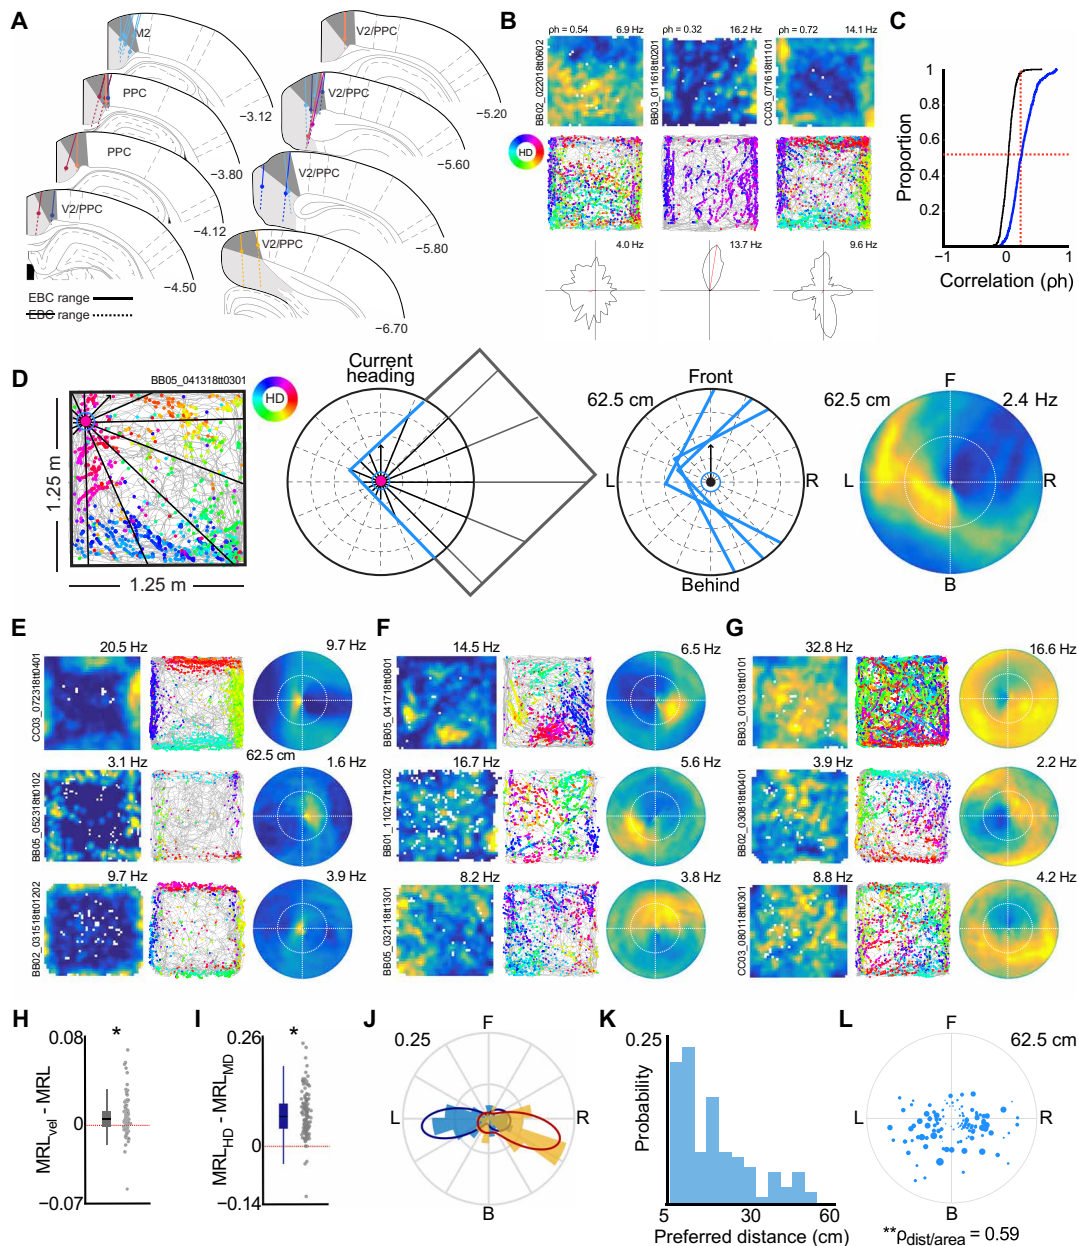 A
M2
−3.12
PPC
−3.80
PPC
−4.12
V2/PPC
−4.50
V2/PPC
−5.20
V2/PPC
−5.60
V2/PPC
−5.80
V2/PPC
−6.70
EBC range
EBC range
B
ρh = 0.54
6.9 Hz
BB02_022018tt0602
ρh = 0.32
16.2 Hz
BB03_011618tt0201
ρh = 0.72
14.1 Hz
CC03_071618tt1101
HD
4.0 Hz
13.7 Hz
9.6 Hz
C
1
0.8
0.6
0.4
0.2
−1
0
1
Proportion
Correlation (ρh)
D
BB05_041318tt0301
HD
1.25 m
1.25 m
Current
heading
62.5 cm
Front
L
R
Behind
62.5 cm
F
2.4 Hz
L
R
B
E
20.5 Hz
9.7 Hz
CC03_072318tt0401
62.5 cm
3.1 Hz
1.6 Hz
BB05_052318tt0102
9.7 Hz
3.9 Hz
BB02_031518tt01202
F
14.5 Hz
6.5 Hz
BB05_041718tt0801
16.7 Hz
5.6 Hz
BB01_110217tt1202
8.2 Hz
3.8 Hz
BB05_032118tt1301
G
32.8 Hz
16.6 Hz
BB03_010318tt0101
3.9 Hz
2.2 Hz
BB02_030818tt0401
8.8 Hz
4.2 Hz
CC03_080118tt0301
H
0.08
*
0
−0.07
MRLvel - MRL
I
0.26
*
0
−0.14
MRLHD - MRLMD
J
0.25
F
L
R
B
K
0.25
Probability
5
30
60
Preferred distance (cm)
L
F
62.5 cm
L
R
B
**ρdist/area = 0.59